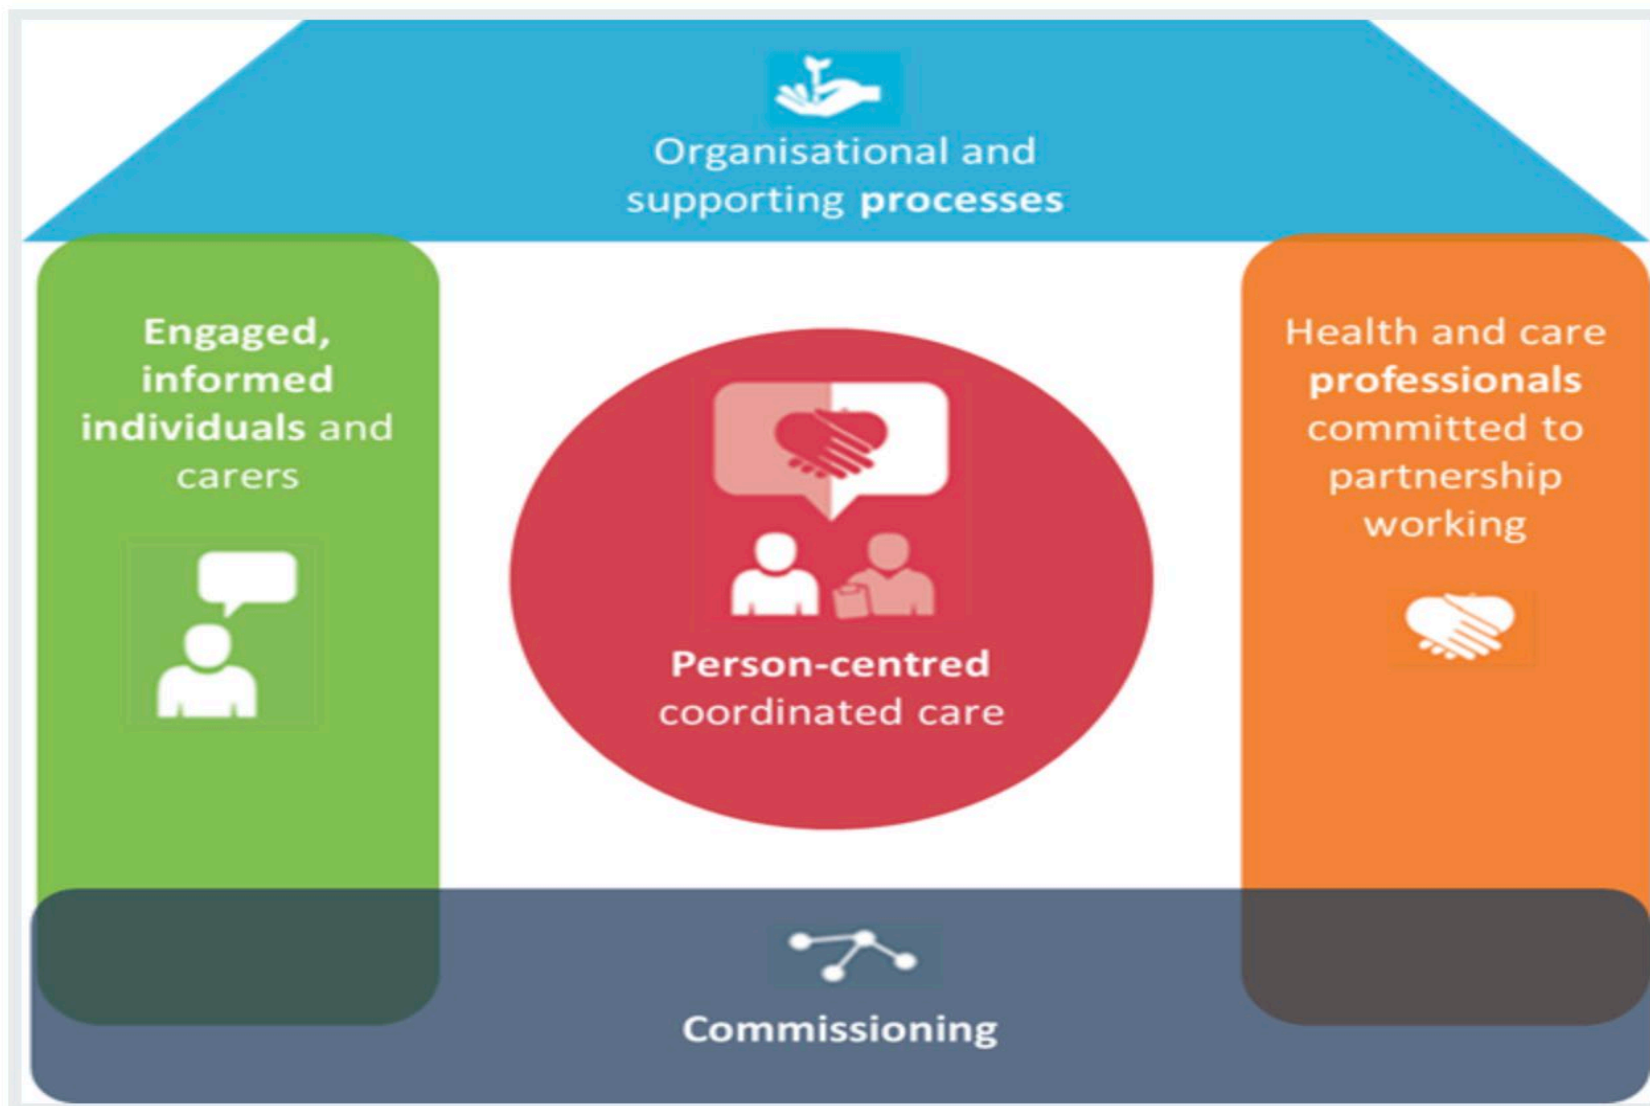 Organisational and
supporting processes
Engaged,
informed
individuals and
carers
Person-centred
coordinated care
Health and care
professionals
committed to
partnership
working
Commissioning